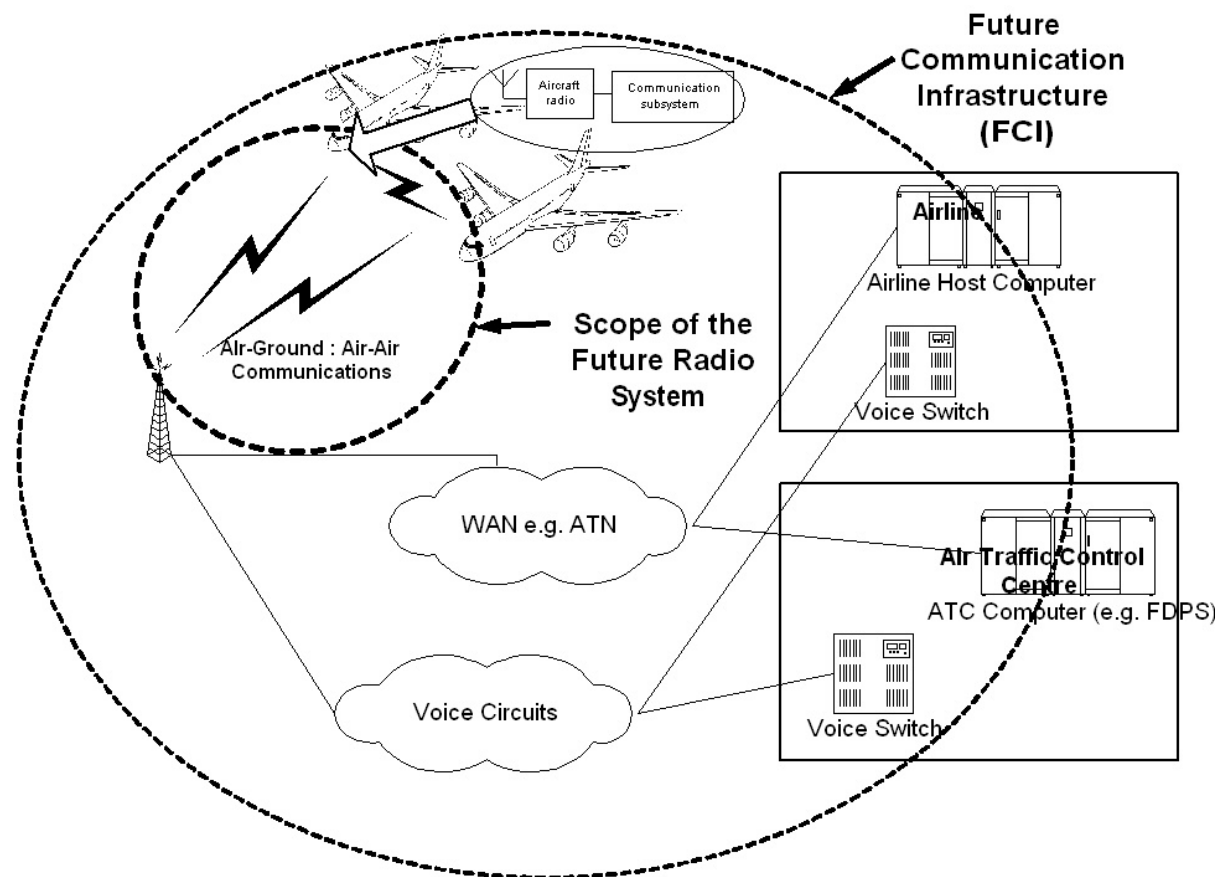 Future
Communication
Infrastructure
(FCI)
Aircraft
radio
Communication
subsystem
Airline
Airline Host Computer
Scope of the
Future Radio
System
AIr-Ground : Air-Air
Communications
Voice Switch
WAN e.g. ATN
Air Traffic Control
Centre
ATC Computer (e.g. FDPS)
Voice Circuits
Voice Switch